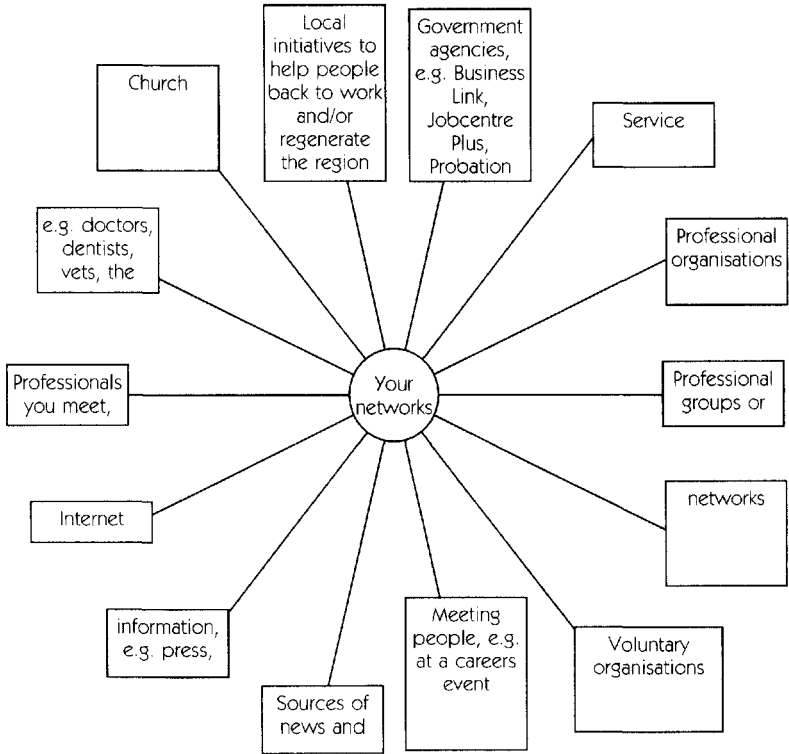 Local
initiatives to
help people
back to work
and/or
regenerate
the region
Government
agencies,
e.g. Business
Link,
Jobcentre
Plus,
Probation
Service
Professional
organisations
Professional
groups or
networks
Voluntary
organisations
Meeting
people, e.g.
at a careers
event
Sources of
news and
information,
e.g. press,
Internet
Professionals
you meet,
e.g. doctors,
dentists,
vets, the
Church
Your
networks